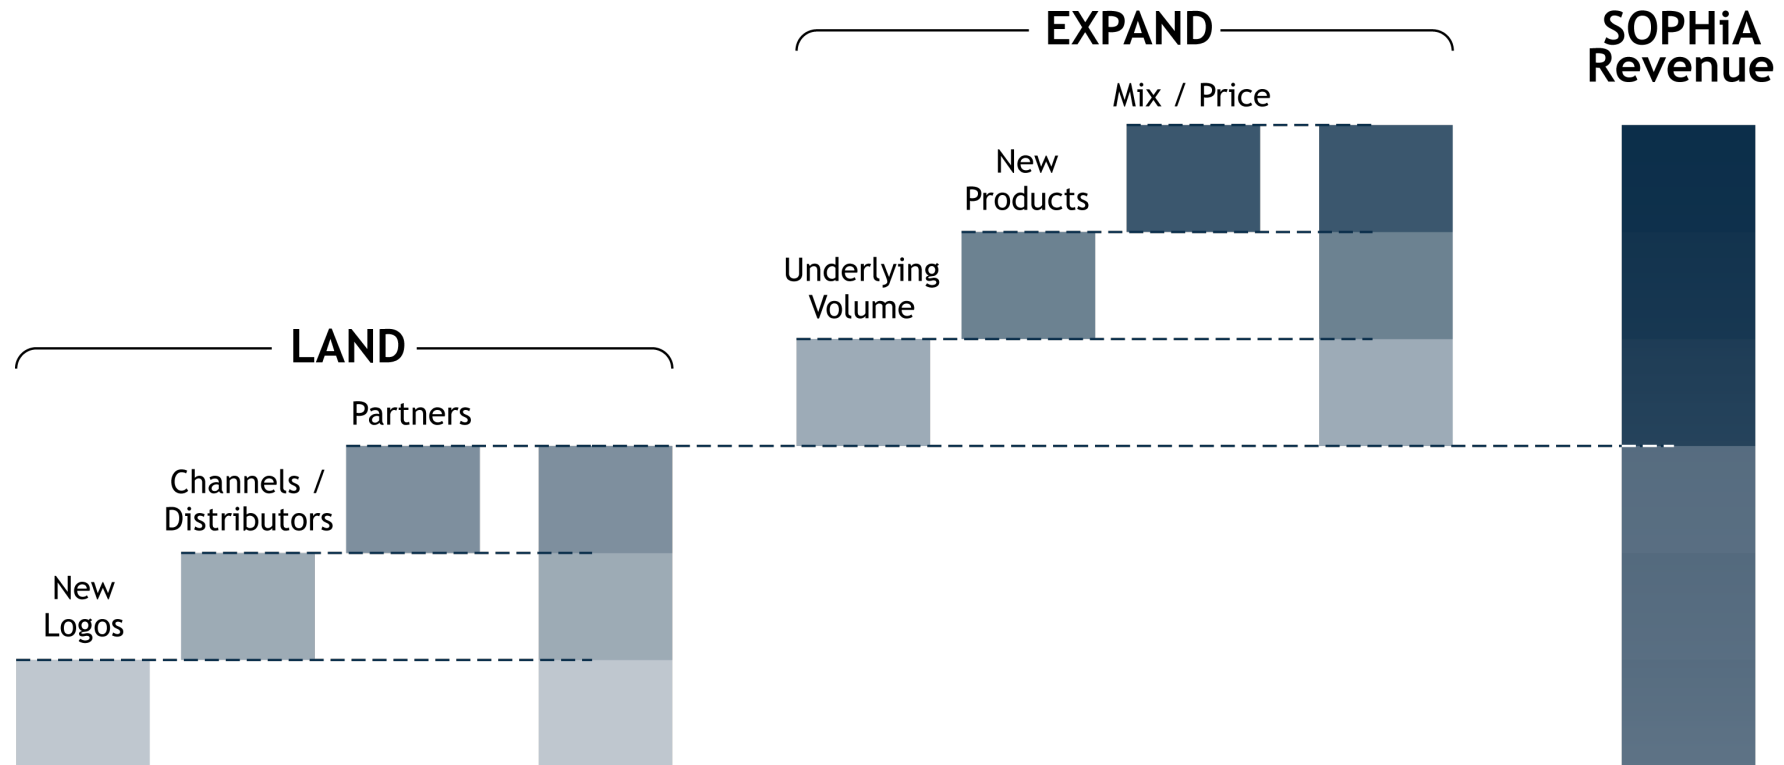 EXPAND
SOPHiA
Revenue
Mix / Price
New
Products
Underlying
Volume
LAND
Partners
Channels /
Distributors
New
Logos